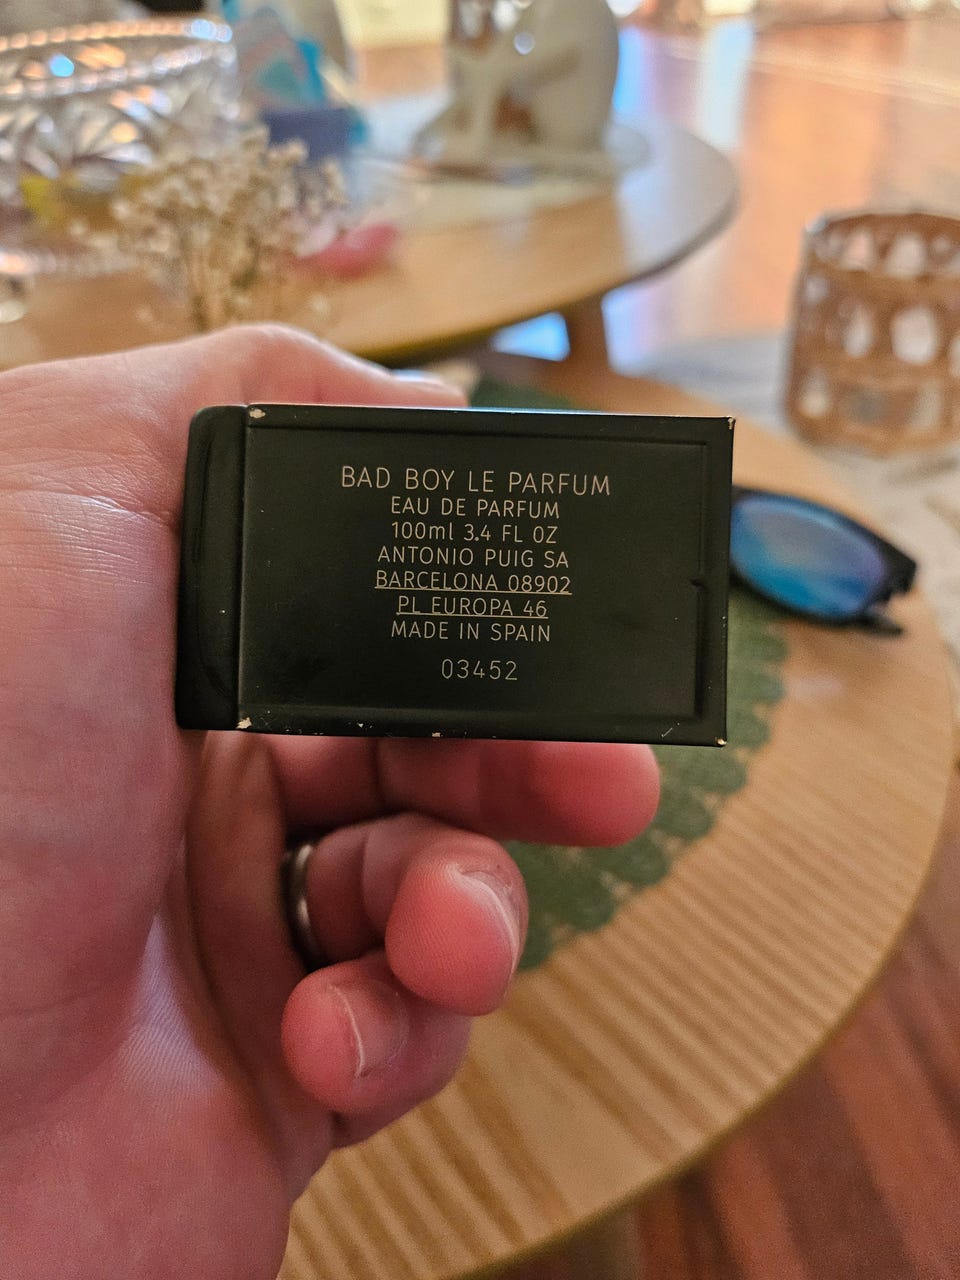 BAD BOY LE PARFUM
EAU DE PARFUM
100ml 3.4 FL OZ
ANTONIO PUIG SA
BARCELONA 08902
PL EUROPA 46
MADE IN SPAIN
03452